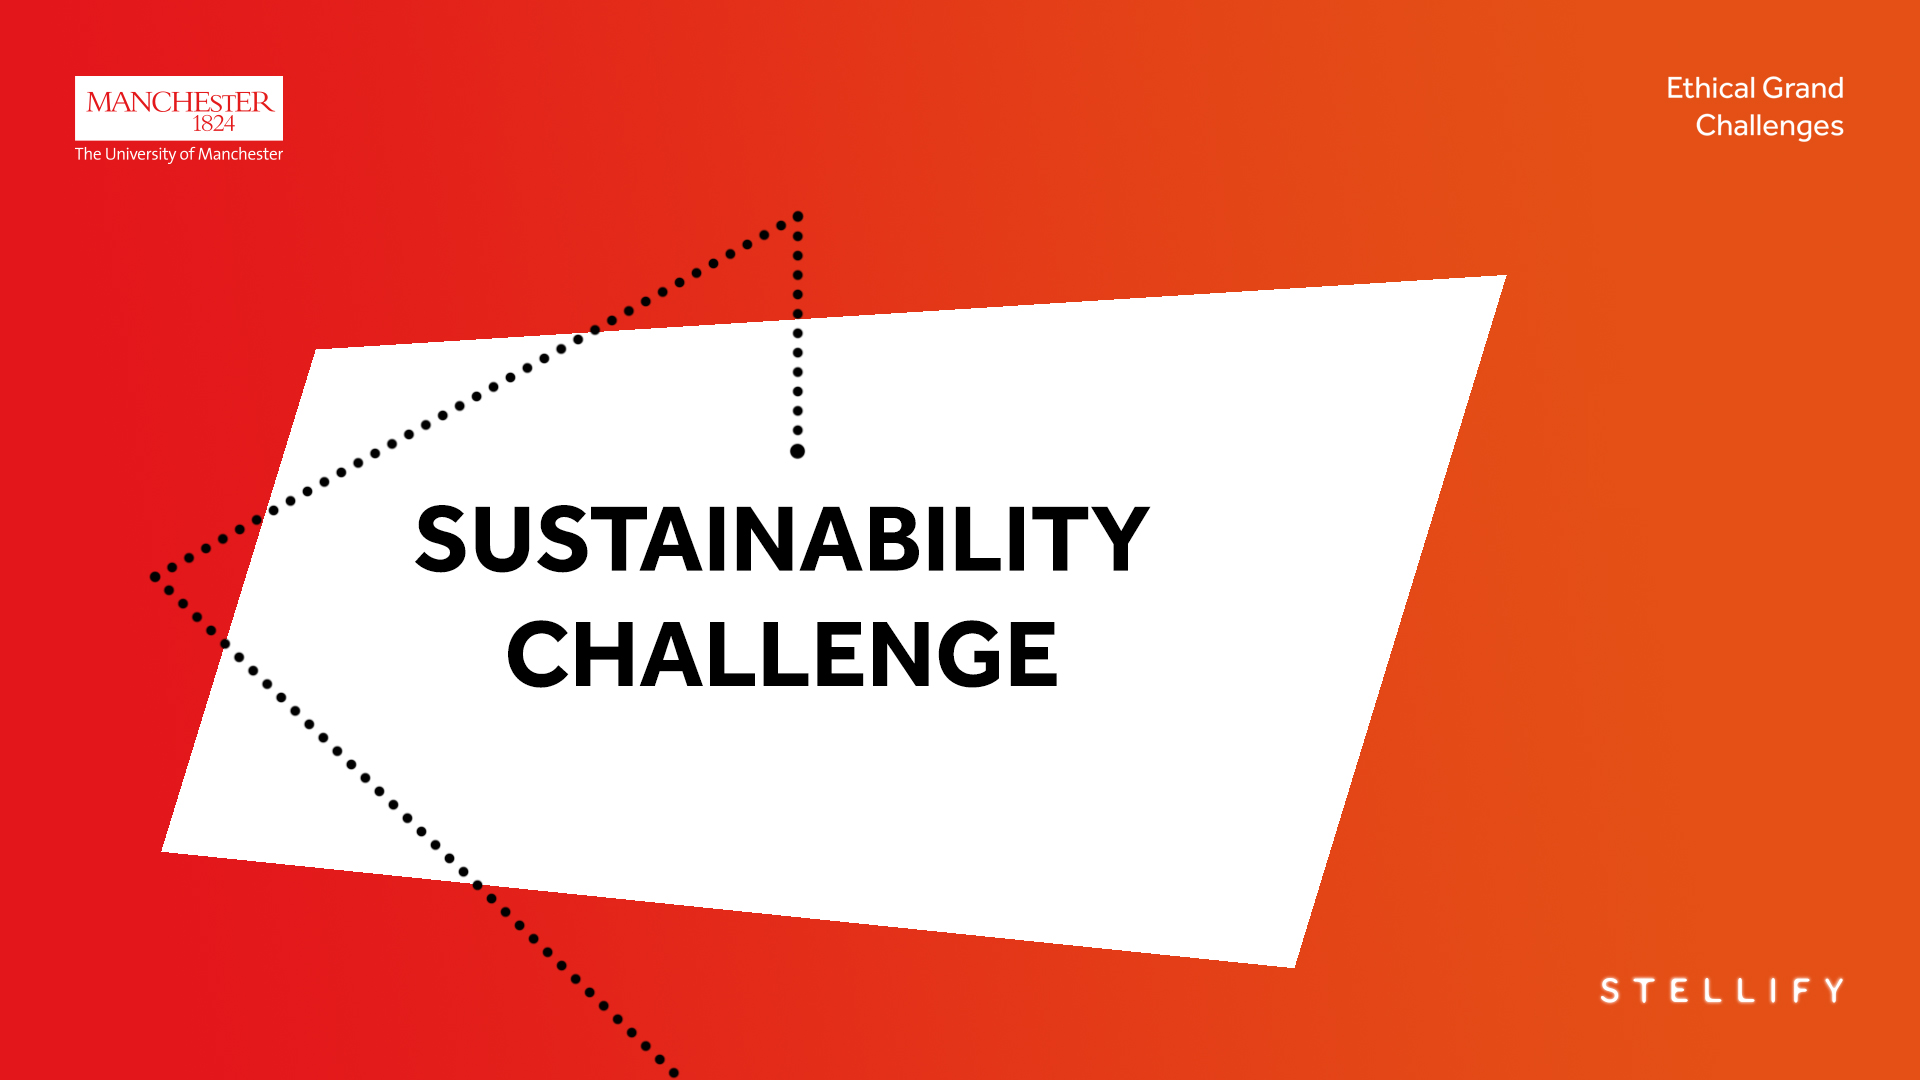 MANCHESTER
1824
The University of Manchester
Ethical Grand
Challenges
SUSTAINABILITY
CHALLENGE
STELLIFY